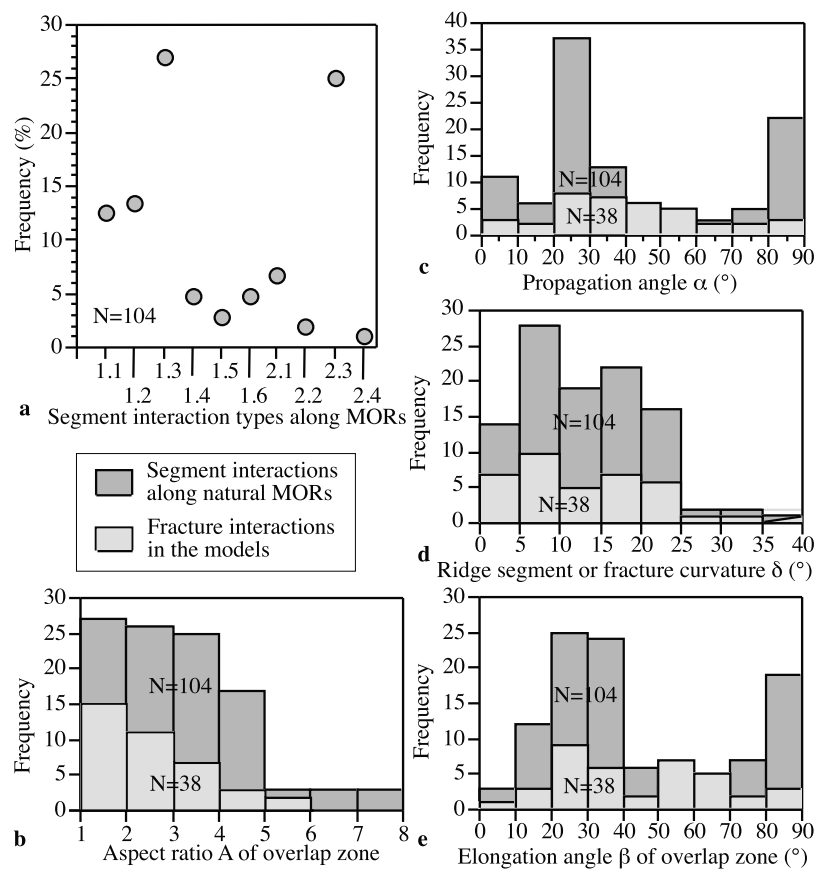 30
25
20
15
10
5
0
Frequency (%)
N=104
1.1 1.3 1.5 2.1 2.3
1.2 1.4 1.6 2.2 2.4
a Segment interaction types along MORs
Segment interactions
along natural MORs
Fracture interactions
in the models
30
25
20
15
10
5
0
Frequency
N=104
N=38
1 2 3 4 5 6 7 8
b Aspect ratio A of overlap zone
40
35
30
25
20
15
10
5
0
Frequency
N=104
N=38
0 10 20 30 40 50 60 70 80 90
c Propagation angle α (°)
30
25
20
15
10
5
0
Frequency
N=104
N=38
0 5 10 15 20 25 30 35 40
d Ridge segment or fracture curvature δ (°)
30
25
20
15
10
5
0
Frequency
N=104
N=38
0 10 20 30 40 50 60 70 80 90
e Elongation angle β of overlap zone (°)